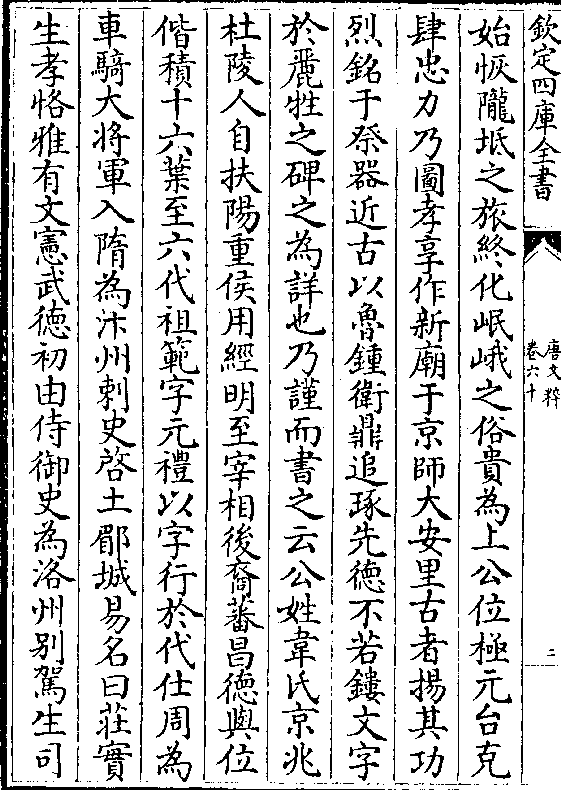 欽定四庫全書
唐文粹
卷六十
二
始恢隴坻之旅終化岷峨之俗貴為上公位極元台克
肆忠力乃圖孝享作新廟于京師大安里古者揚其功
烈銘于祭器近古以魯鍾衛鼎追琢先德不若鏤文字
於麗牲之碑之為詳也乃謹而書之云公姓韋氏京兆
杜陵人自扶陽重侯用經明至宰相後裔蕃昌德與位
偕積十六葉至六代祖範字元禮以字行於代仕周為
車騎大將軍入隋為汴州刺史啓土郿城易名曰莊實
生孝恪雅有文憲武德初由侍御史為洛州别駕生司